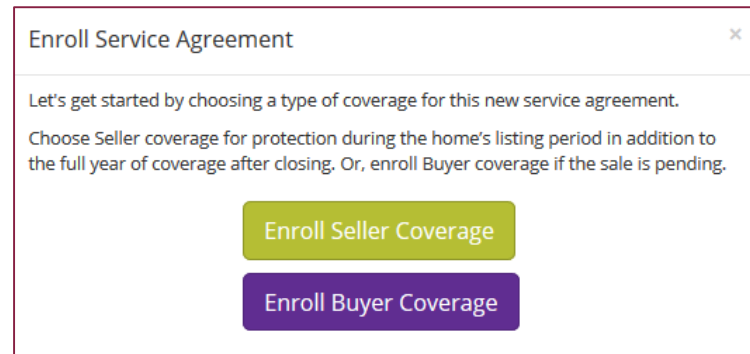 Enroll Service Agreement
×
Let's get started by choosing a type of coverage for this new service agreement.
Choose Seller coverage for protection during the home’s listing period in addition to
the full year of coverage after closing. Or, enroll Buyer coverage if the sale is pending.
Enroll Seller Coverage
Enroll Buyer Coverage